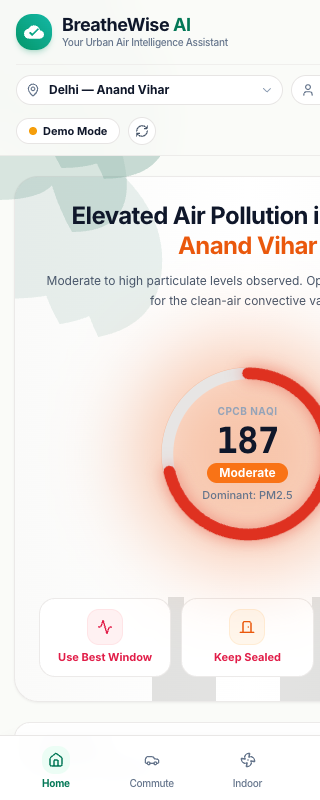 BreatheWise AI
Your Urban Air Intelligence Assistant
Delhi — Anand Vihar
Demo Mode
Elevated Air Pollution i
Anand Vihar
Moderate to high particulate levels observed. Op
for the clean-air convective va
CPCB NAQI
187
Moderate
Dominant: PM2.5
Use Best Window
Keep Sealed
Home
Commute
Indoor